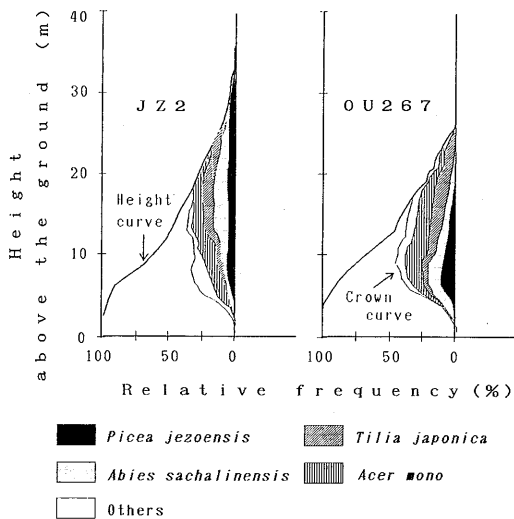 Height above the ground (m)
40
30
20
10
0
JZ2
OU267
Height curve
Crown curve
100 50 0
100 50 0
Relative frequency (%)
Picea jezoensis
Tilia japonica
Abies sachalinensis
Acer mono
Others